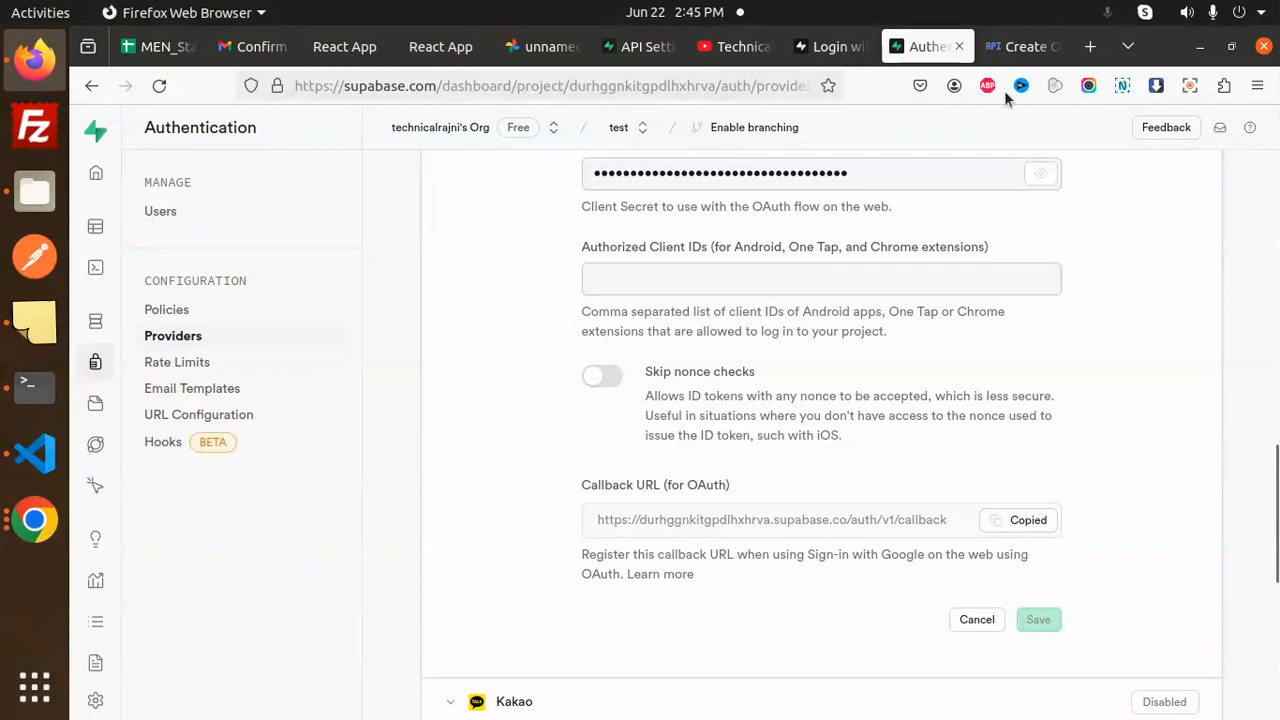 Activities
Firefox Web Browser
Jun 22 2:45 PM
MEN_Sta
Confirm
React App
React App
unname
API Setti
Technica
Login wi
Authe
API Create C
https://supabase.com/dashboard/project/durhggnkitgpdlhxhrva/auth/provide
ABP
Authentication
technicalrajni's Org
Free
/
test
/
Enable branching
Feedback
MANAGE
Users
CONFIGURATION
Policies
Providers
Rate Limits
Email Templates
URL Configuration
Hooks BETA
Client Secret to use with the OAuth flow on the web.
Authorized Client IDs (for Android, One Tap, and Chrome extensions)
Comma separated list of client IDs of Android apps, One Tap or Chrome
extensions that are allowed to log in to your project.
Skip nonce checks
Allows ID tokens with any nonce to be accepted, which is less secure.
Useful in situations where you don't have access to the nonce used to
issue the ID token, such with iOS.
Callback URL (for OAuth)
https://durhggnkitgpdlhxhrva.supabase.co/auth/v1/callback
Copied
Register this callback URL when using Sign-in with Google on the web using
OAuth. Learn more
Cancel
Save
Kakao
Disabled